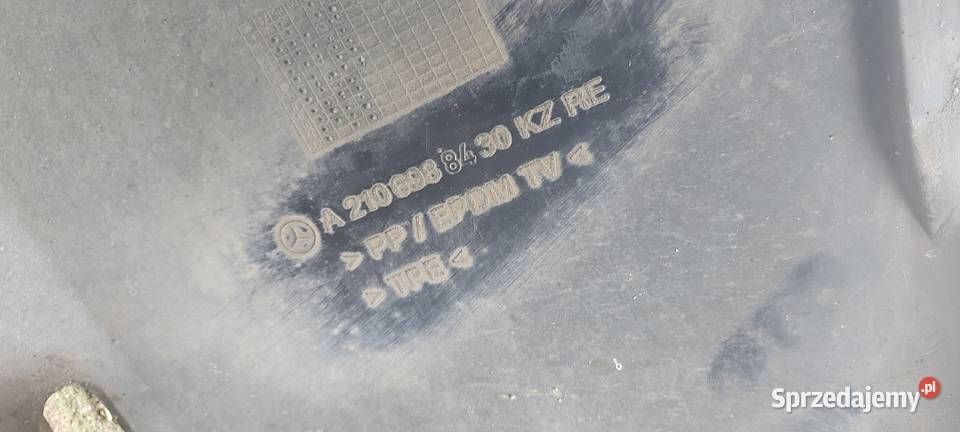 A 210 698 84 30 KZ RE
> PP / EPDM TV <
> TPE <
Sprzedajemy .pl